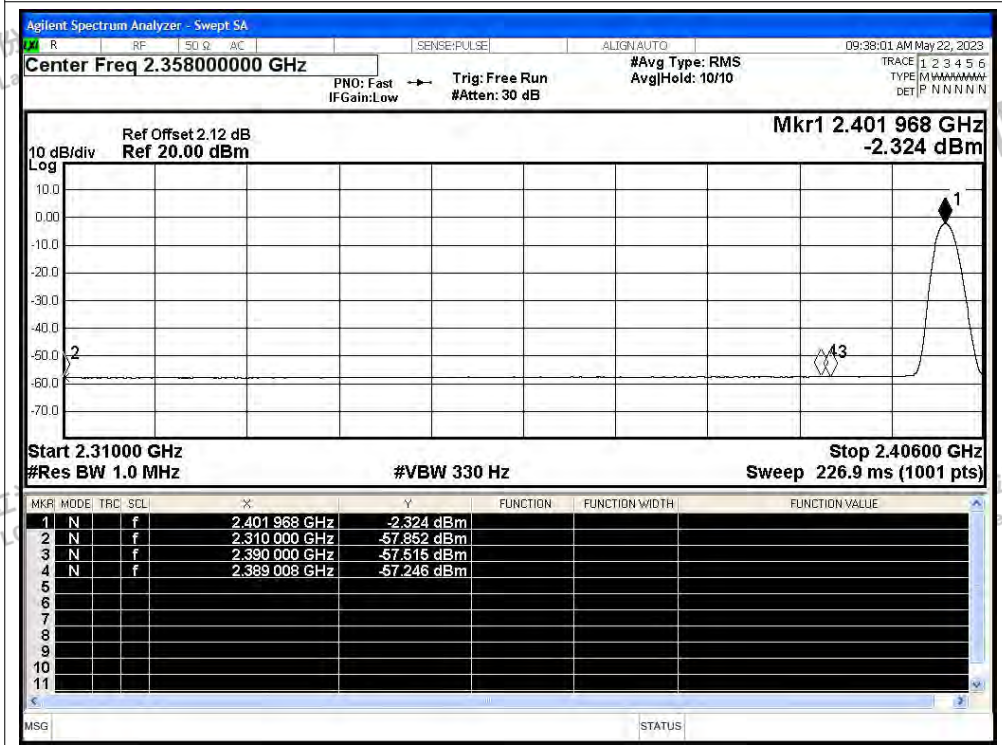 Agilent Spectrum Analyzer - Swept SA
LXI R RF 50 Ω AC SENSE:PULSE ALIGN AUTO 09:38:01 AM May 22, 2023
Center Freq 2.358000000 GHz
PNO: Fast
IFGain:Low
Trig: Free Run
#Atten: 30 dB
#Avg Type: RMS
Avg|Hold: 10/10
TRACE 1 2 3 4 5 6
TYPE M
DET P N N N N N
Ref Offset 2.12 dB
Ref 20.00 dBm
10 dB/div
Log
Mkr1 2.401 968 GHz
-2.324 dBm
10.0
0.00
-10.0
-20.0
-30.0
-40.0
-50.0
-60.0
-70.0
1
2
43
Start 2.31000 GHz Stop 2.40600 GHz
#Res BW 1.0 MHz #VBW 330 Hz Sweep 226.9 ms (1001 pts)
MKR MODE TRC SCL X Y FUNCTION FUNCTION WIDTH FUNCTION VALUE
1 N f 2.401 968 GHz -2.324 dBm
2 N f 2.310 000 GHz -57.852 dBm
3 N f 2.390 000 GHz -57.515 dBm
4 N f 2.389 008 GHz -57.246 dBm
5
6
7
8
9
10
11
MSG STATUS